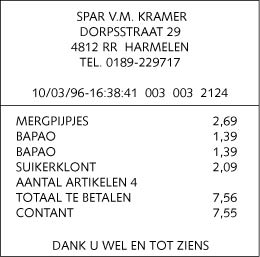 SPAR V.M. KRAMER
DORPSSTRAAT 29
4812 RR HARMELEN
TEL. 0189-229717
10/03/96-16:38:41 003 003 2124
MERGPIJPJES 2,69
BAPAO 1,39
BAPAO 1,39
SUIKERKLONT 2,09
AANTAL ARTIKELEN 4
TOTAAL TE BETALEN 7,56
CONTANT 7,55
DANK U WEL EN TOT ZIENS